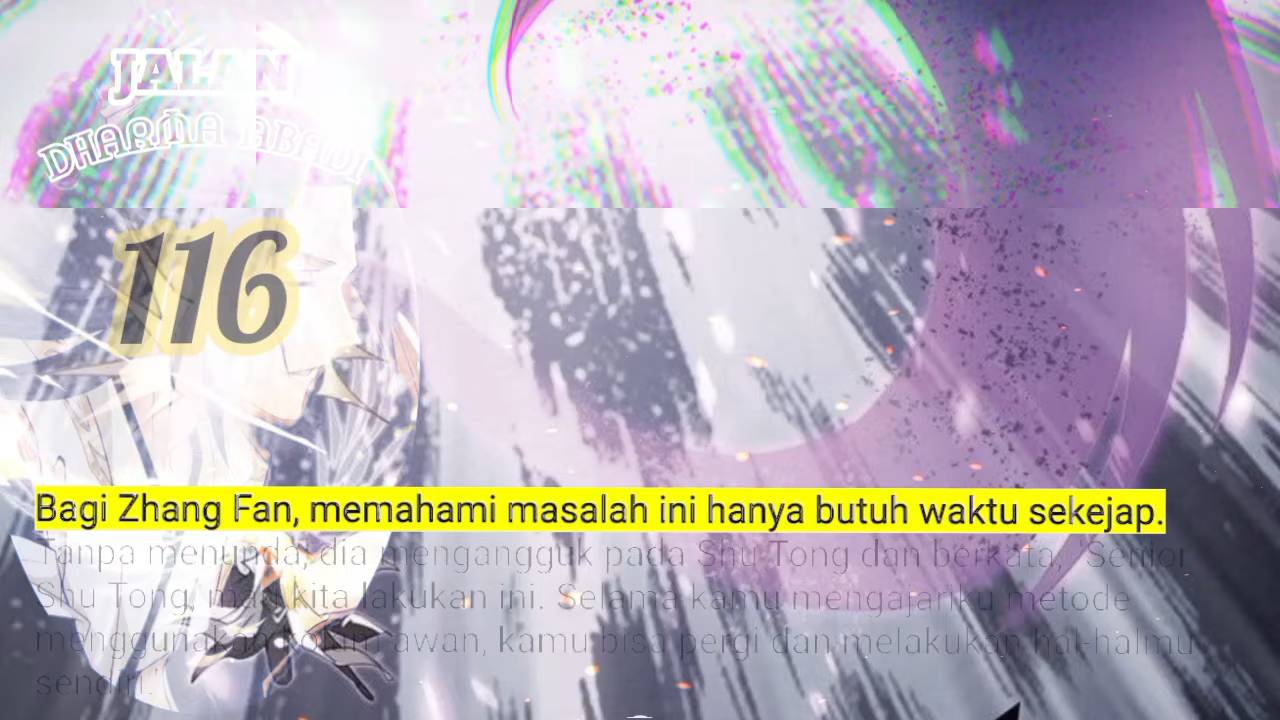 JALAN
DHARMA ABADI
116
Bagi Zhang Fan, memahami masalah ini hanya butuh waktu sekejap.
Tanpa menunda, dia mengangguk pada Shu Tong dan berkata, "Senior
Shu Tong, mari kita lakukan ini. Selama kamu mengajariku metode
menggunakan kolam awan, kamu bisa pergi dan melakukan hal-halmu
sendiri."